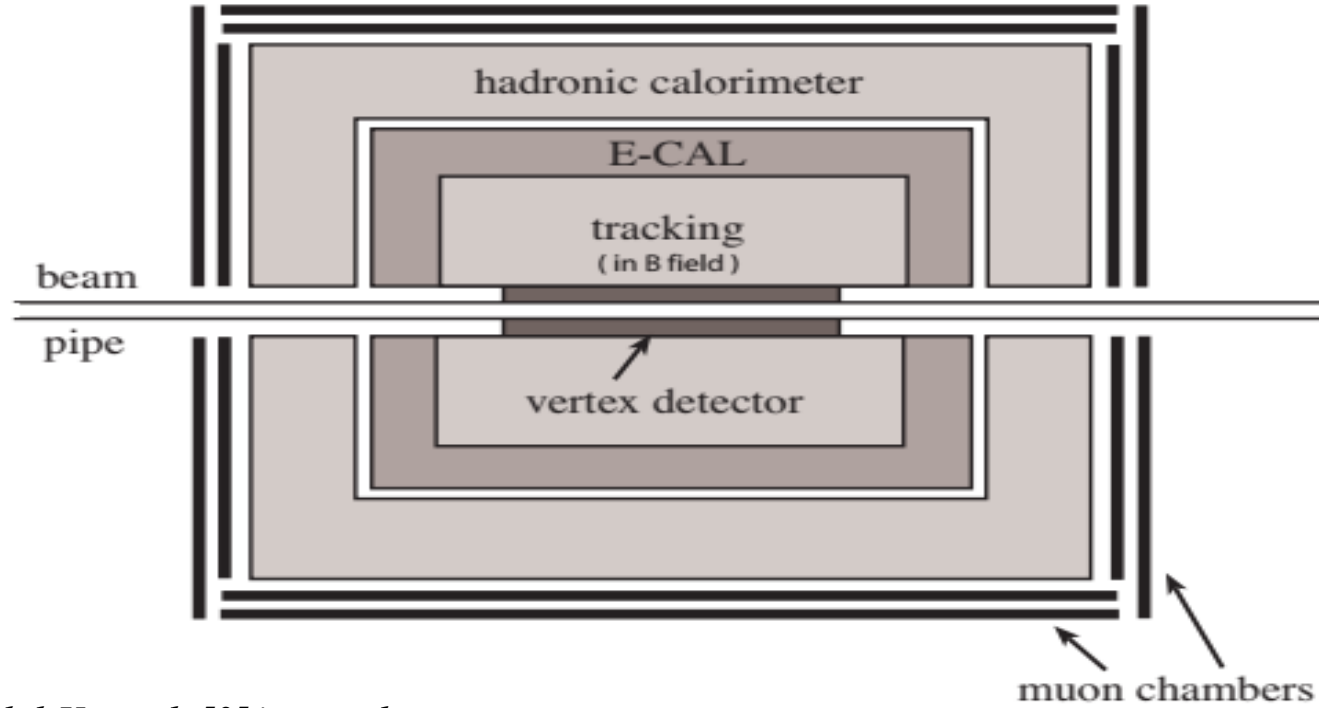 hadronic calorimeter
E-CAL
tracking
( in B field )
beam
pipe
vertex detector
muon chambers